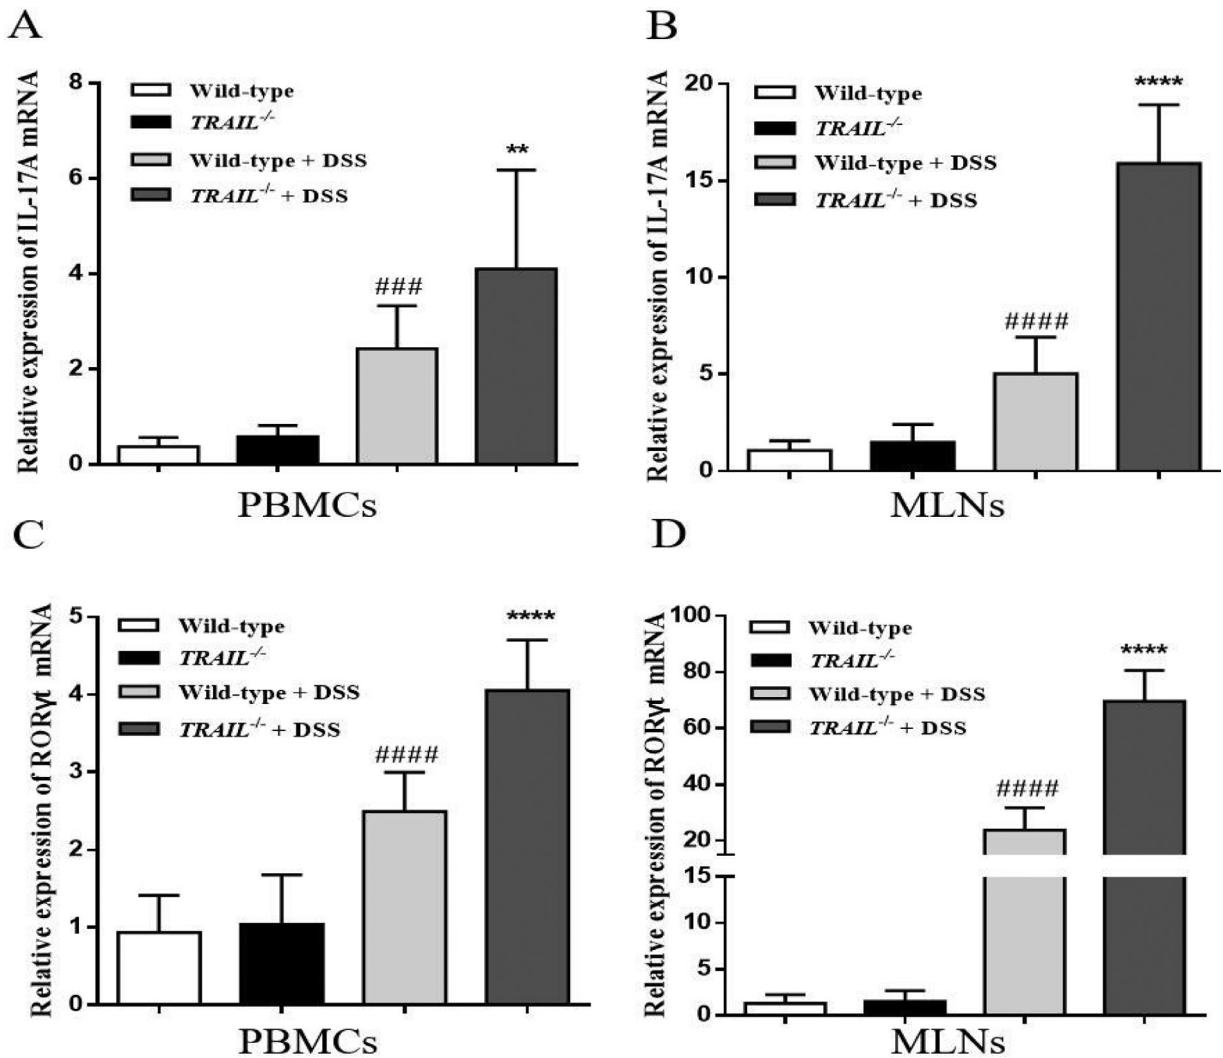 A
Relative expression of IL-17A mRNA
8
6
4
2
0
Wild-type
TRAIL-/-
Wild-type + DSS
TRAIL-/- + DSS
###
**
PBMCs
B
Relative expression of IL-17A mRNA
20
15
10
5
0
Wild-type
TRAIL-/-
Wild-type + DSS
TRAIL-/- + DSS
####
****
MLNs
C
Relative expression of RORγt mRNA
5
4
3
2
1
0
Wild-type
TRAIL-/-
Wild-type + DSS
TRAIL-/- + DSS
####
****
PBMCs
D
Relative expression of RORγt mRNA
100
80
60
40
20
15
10
5
0
Wild-type
TRAIL-/-
Wild-type + DSS
TRAIL-/- + DSS
####
****
MLNs